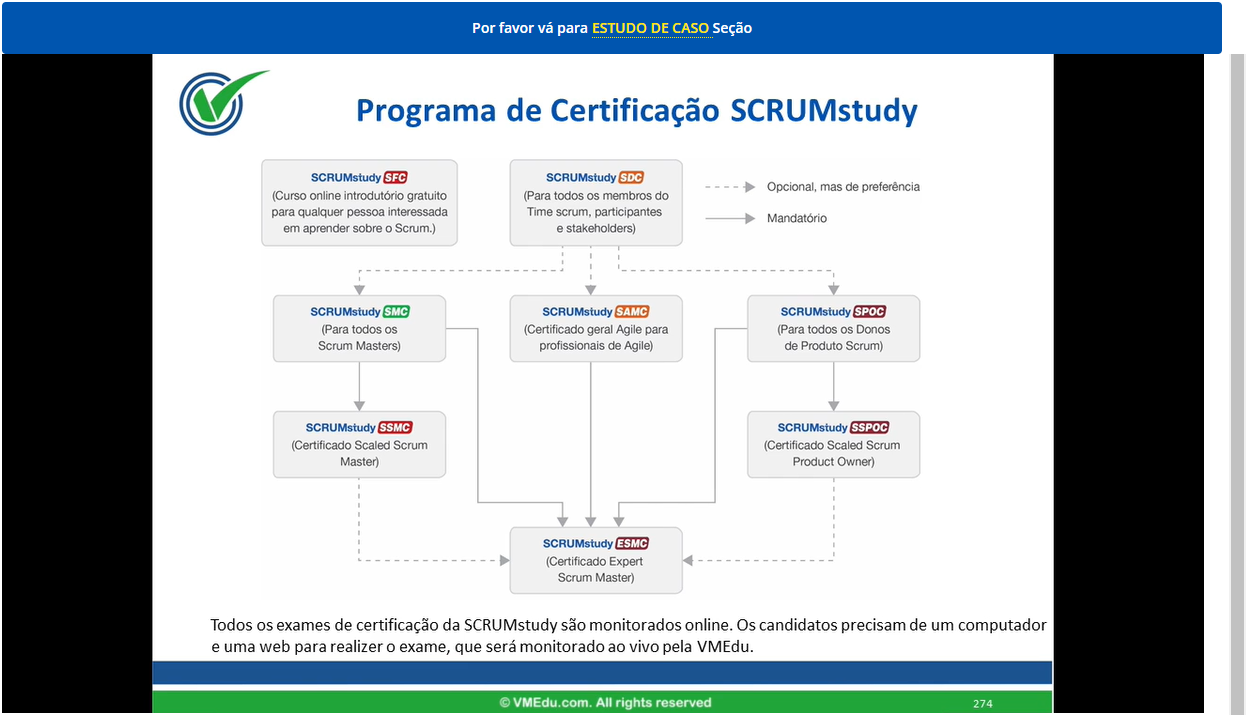 Por favor vá para ESTUDO DE CASO Seção
Programa de Certificação SCRUMstudy
SCRUMstudy SFC
(Curso online introdutório gratuito
para qualquer pessoa interessada
em aprender sobre o Scrum.)
SCRUMstudy SDC
(Para todos os membros do
Time scrum, participantes
e stakeholders)
Opcional, mas de preferência
Mandatório
SCRUMstudy SMC
(Para todos os
Scrum Masters)
SCRUMstudy SAMC
(Certificado geral Agile para
profissionais de Agile)
SCRUMstudy SPOC
(Para todos os Donos
de Produto Scrum)
SCRUMstudy SSMC
(Certificado Scaled Scrum
Master)
SCRUMstudy SSPOC
(Certificado Scaled Scrum
Product Owner)
SCRUMstudy ESMC
(Certificado Expert
Scrum Master)
Todos os exames de certificação da SCRUMstudy são monitorados online. Os candidatos precisam de um computador
e uma web para realizer o exame, que será monitorado ao vivo pela VMEdu.
© VMEdu.com. All rights reserved
274